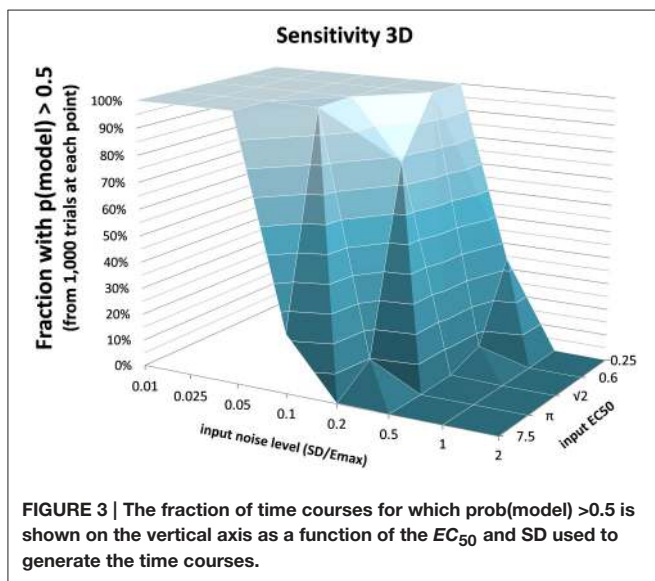 Sensitivity 3D
Fraction with p(model) > 0.5
(from 1,000 trials at each point)
100%
90%
80%
70%
60%
50%
40%
30%
20%
10%
0%
0.01
0.025
0.05
0.1
0.2
0.5
1
2
input noise level (SD/Emax)
7.5
π
√2
0.6
0.25
input EC50
FIGURE 3 | The fraction of time courses for which prob(model) >0.5 is
shown on the vertical axis as a function of the EC50 and SD used to
generate the time courses.